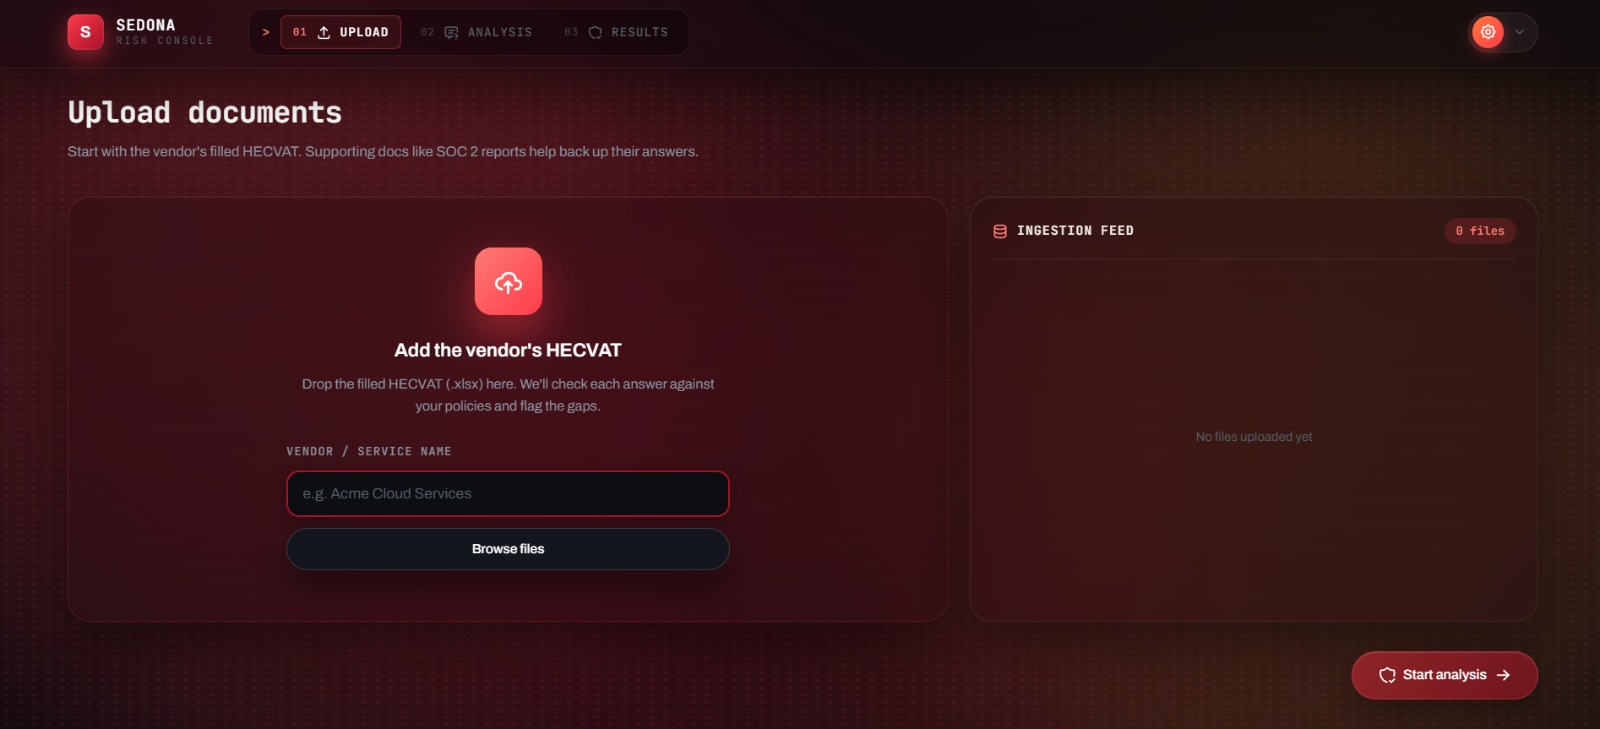 S
SEDONA
RISK CONSOLE
> 01 UPLOAD
02 ANALYSIS
03 RESULTS
Upload documents
Start with the vendor's filled HECVAT. Supporting docs like SOC 2 reports help back up their answers.
Add the vendor's HECVAT
Drop the filled HECVAT (.xlsx) here. We'll check each answer against
your policies and flag the gaps.
VENDOR / SERVICE NAME
e.g. Acme Cloud Services
Browse files
INGESTION FEED
0 files
No files uploaded yet
Start analysis →